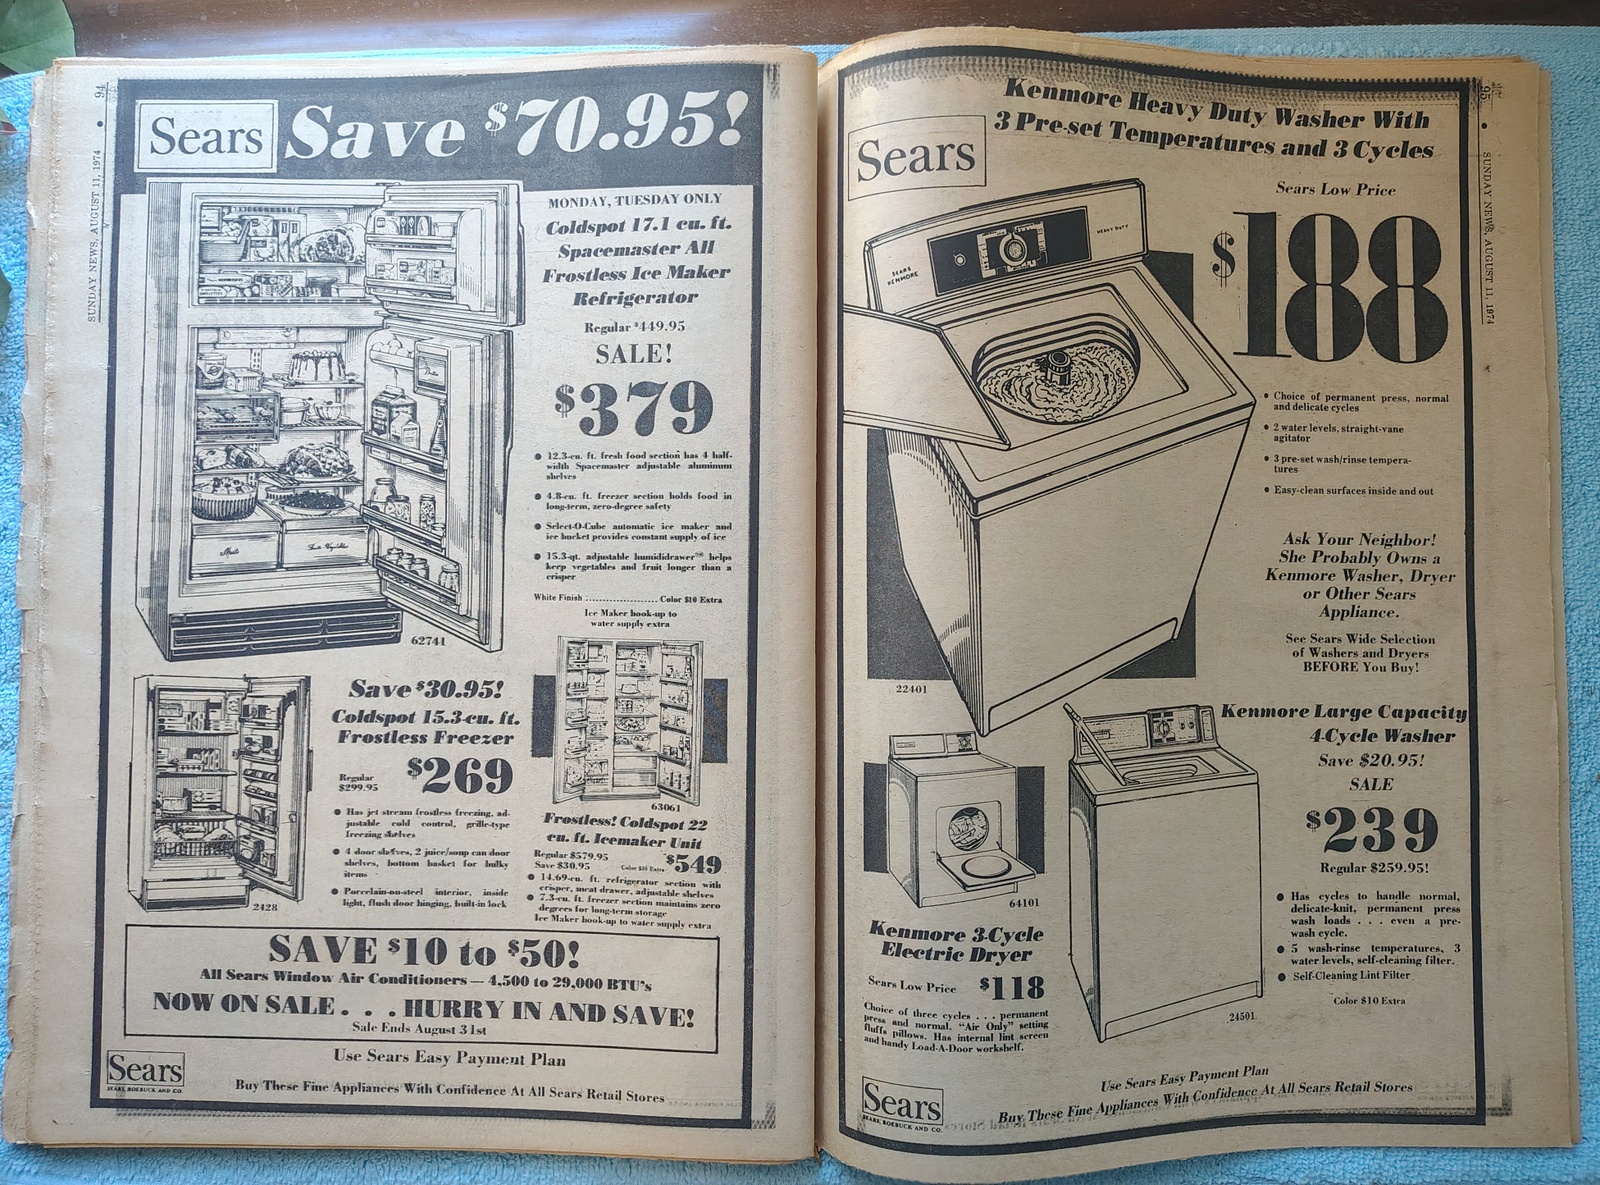 94
SUNDAY NEWS, AUGUST 11, 1974
Sears
Save $70.95!
MONDAY, TUESDAY ONLY
Coldspot 17.1 cu. ft.
Spacemaster All
Frostless Ice Maker
Refrigerator
Regular $449.95
SALE!
$379
• 12.3-cu. ft. fresh food section has 4 half-
width Spacemaster adjustable aluminum
shelves
• 4.8-cu. ft. freezer section holds food in
long-term, zero-degree safety
• Select-O-Cube automatic ice maker and
ice bucket provides constant supply of ice
• 15.3-qt. adjustable humididrawer™ helps
keep vegetables and fruit longer than a
crisper
White Finish .................... Color $10 Extra
Ice Maker hook-up to
water supply extra
Meats
62741
Save $30.95!
Coldspot 15.3-cu. ft.
Frostless Freezer
Regular
$299.95
$269
• Has jet stream frostless freezing, ad-
justable cold control, grille-type
freezing shelves
• 4 door shelves, 2 juice/soup can door
shelves, bottom basket for bulky
items
• Porcelain-on-steel interior, inside
light, flush door hinging, built-in lock
2428
63061
Frostless! Coldspot 22
cu. ft. Icemaker Unit
Regular $579.95
Save $30.95
Color $10 Extra
$549
• 14.69-cu. ft. refrigerator section with
crisper, meat drawer, adjustable shelves
• 7.3-cu. ft. freezer section maintains zero
degrees for long-term storage
Ice Maker hook-up to water supply extra
SAVE $10 to $50!
All Sears Window Air Conditioners — 4,500 to 29,000 BTU's
NOW ON SALE . . . HURRY IN AND SAVE!
Sale Ends August 31st
Use Sears Easy Payment Plan
Sears
SEARS, ROEBUCK AND CO.
Buy These Fine Appliances With Confidence At All Sears Retail Stores
95
SUNDAY NEWS, AUGUST 11, 1974
Kenmore Heavy Duty Washer With
3 Pre-set Temperatures and 3 Cycles
Sears
Sears Low Price
$188
SEARS
KENMORE
HEAVY DUTY
• Choice of permanent press, normal
and delicate cycles
• 2 water levels, straight-vane
agitator
• 3 pre-set wash/rinse tempera-
tures
• Easy-clean surfaces inside and out
Ask Your Neighbor!
She Probably Owns a
Kenmore Washer, Dryer
or Other Sears
Appliance.
See Sears Wide Selection
of Washers and Dryers
BEFORE You Buy!
22401
Kenmore Large Capacity
4-Cycle Washer
Save $20.95!
SALE
$239
Regular $259.95!
• Has cycles to handle normal,
delicate-knit, permanent press
wash loads . . . even a pre-
wash cycle.
• 5 wash-rinse temperatures, 3
water levels, self-cleaning filter.
• Self-Cleaning Lint Filter
Color $10 Extra
24501
64101
Kenmore 3-Cycle
Electric Dryer
Sears Low Price $118
Choice of three cycles . . . permanent
press and normal. "Air Only" setting
fluffs pillows. Has internal lint screen
and handy Load-A-Door workshelf.
Use Sears Easy Payment Plan
Sears
SEARS, ROEBUCK AND CO.
Buy These Fine Appliances With Confidence At All Sears Retail Stores